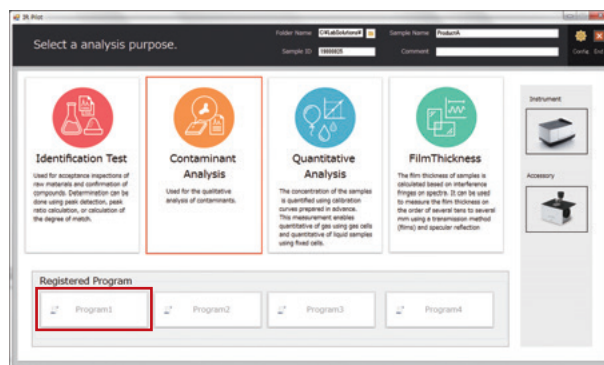 IR Pilot
Select a analysis purpose.
Folder Name
C:¥LabSolutions¥
Sample Name
ProductA
Sample ID
Comment
Config
End
Identification Test
Used for acceptance inspections of
raw materials and confirmation of
compounds. Determination can be
done using peak detection, peak
ratio calculation, or calculation of
the degree of match.
Contaminant
Analysis
Used for the qualitative
analysis of contaminants.
Quantitative
Analysis
The concentration of the samples
is quantified using calibration
curves prepared in advance.
This measurement enables
quantitative of gas using gas cells
and quantitative of liquid samples
using fixed cells.
FilmThickness
The film thickness of samples is
calculated based on interference
fringes on spectra. It can be used
to measure the film thickness on
the order of several tens to several
mm using a transmission method
(films) and specular reflection
Instrument
Accessory
Registered Program
Program1
Program2
Program3
Program4